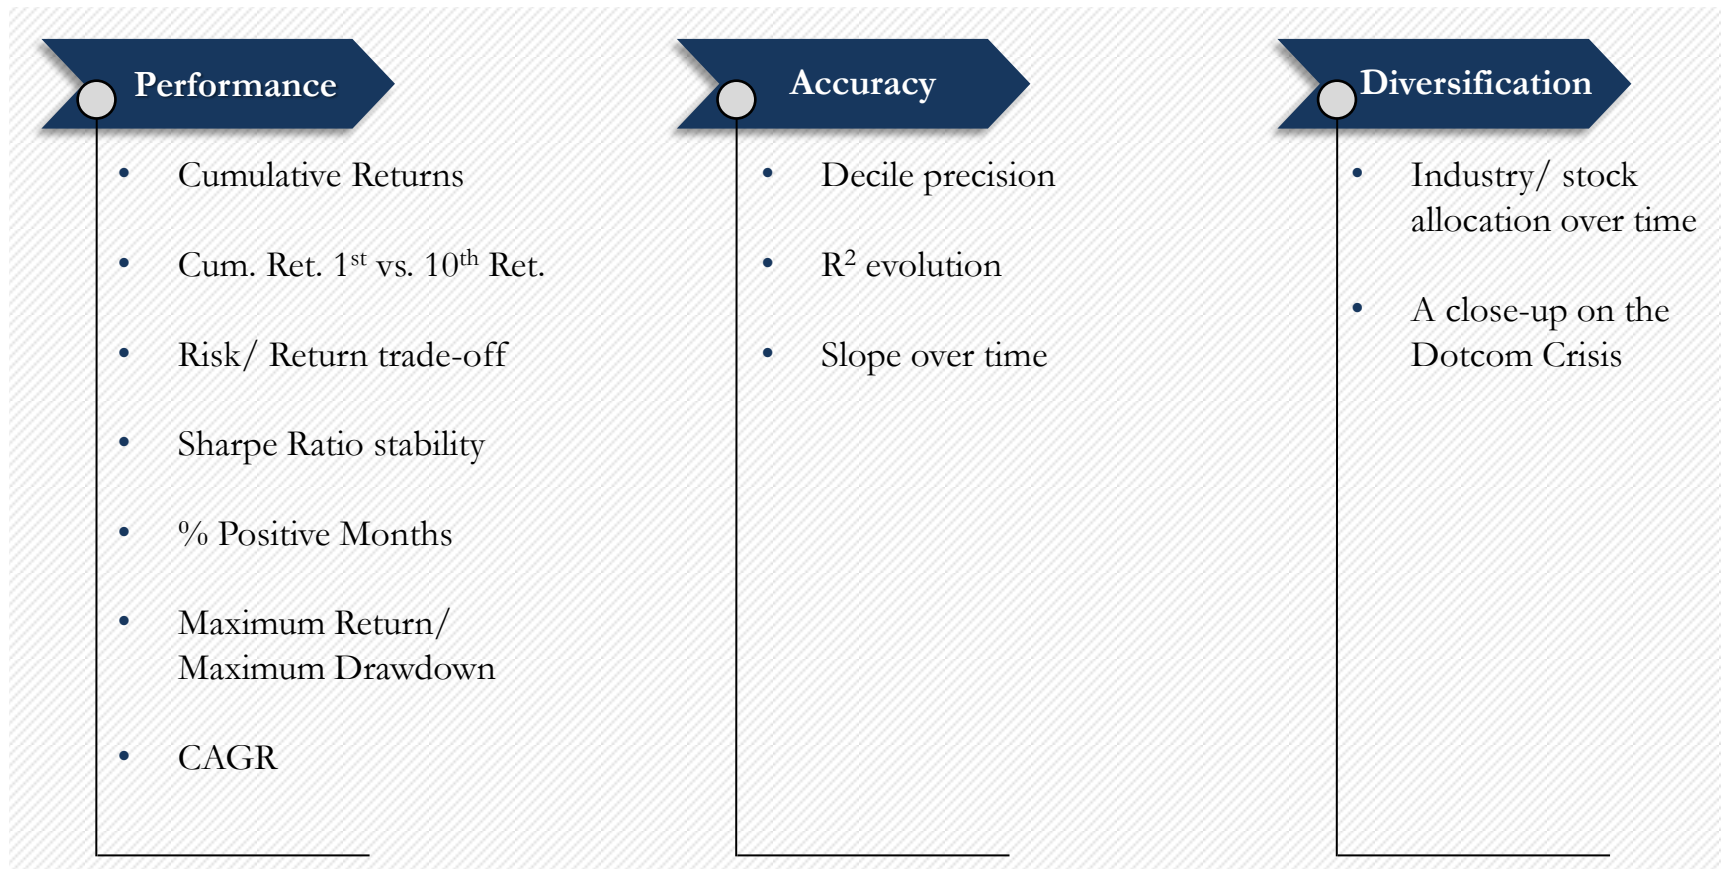 Performance
• Cumulative Returns
• Cum. Ret. 1st vs. 10th Ret.
• Risk/ Return trade-off
• Sharpe Ratio stability
• % Positive Months
• Maximum Return/
Maximum Drawdown
• CAGR
Accuracy
• Decile precision
• R² evolution
• Slope over time
Diversification
• Industry/ stock
allocation over time
• A close-up on the
Dotcom Crisis